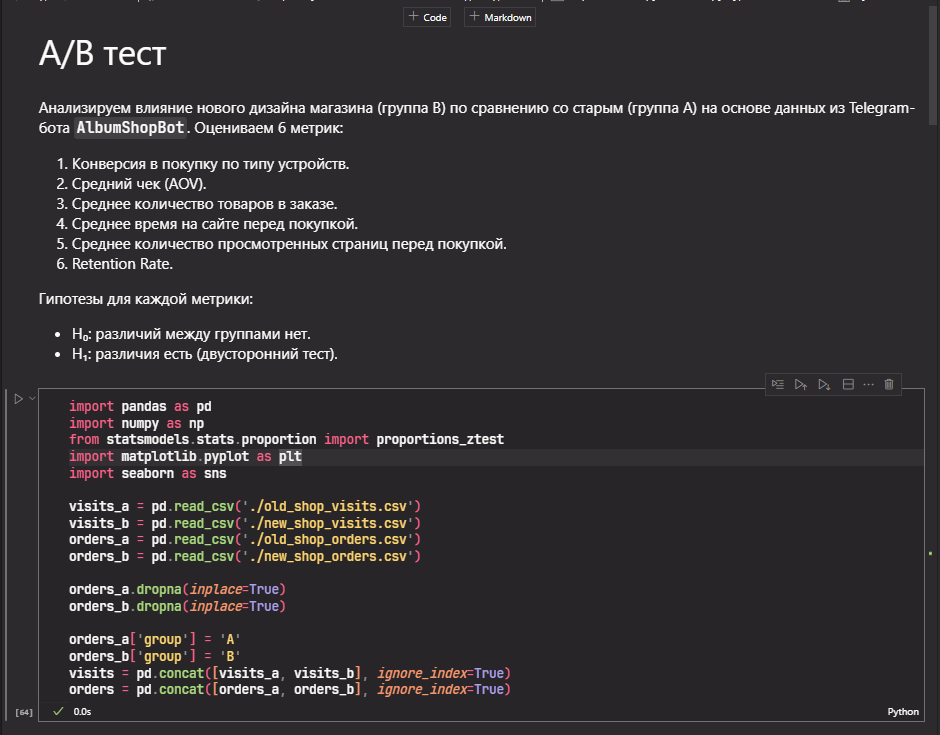 + Code + Markdown
A/B тест
Анализируем влияние нового дизайна магазина (группа B) по сравнению со старым (группа A) на основе данных из Telegram-
бота AlbumShopBot. Оцениваем 6 метрик:
1. Конверсия в покупку по типу устройств.
2. Средний чек (AOV).
3. Среднее количество товаров в заказе.
4. Среднее время на сайте перед покупкой.
5. Среднее количество просмотренных страниц перед покупкой.
6. Retention Rate.
Гипотезы для каждой метрики:
• H₀: различий между группами нет.
• H₁: различия есть (двусторонний тест).
import pandas as pd
import numpy as np
from statsmodels.stats.proportion import proportions_ztest
import matplotlib.pyplot as plt
import seaborn as sns
visits_a = pd.read_csv('./old_shop_visits.csv')
visits_b = pd.read_csv('./new_shop_visits.csv')
orders_a = pd.read_csv('./old_shop_orders.csv')
orders_b = pd.read_csv('./new_shop_orders.csv')
orders_a.dropna(inplace=True)
orders_b.dropna(inplace=True)
orders_a['group'] = 'A'
orders_b['group'] = 'B'
visits = pd.concat([visits_a, visits_b], ignore_index=True)
orders = pd.concat([orders_a, orders_b], ignore_index=True)
[64] 0.0s Python